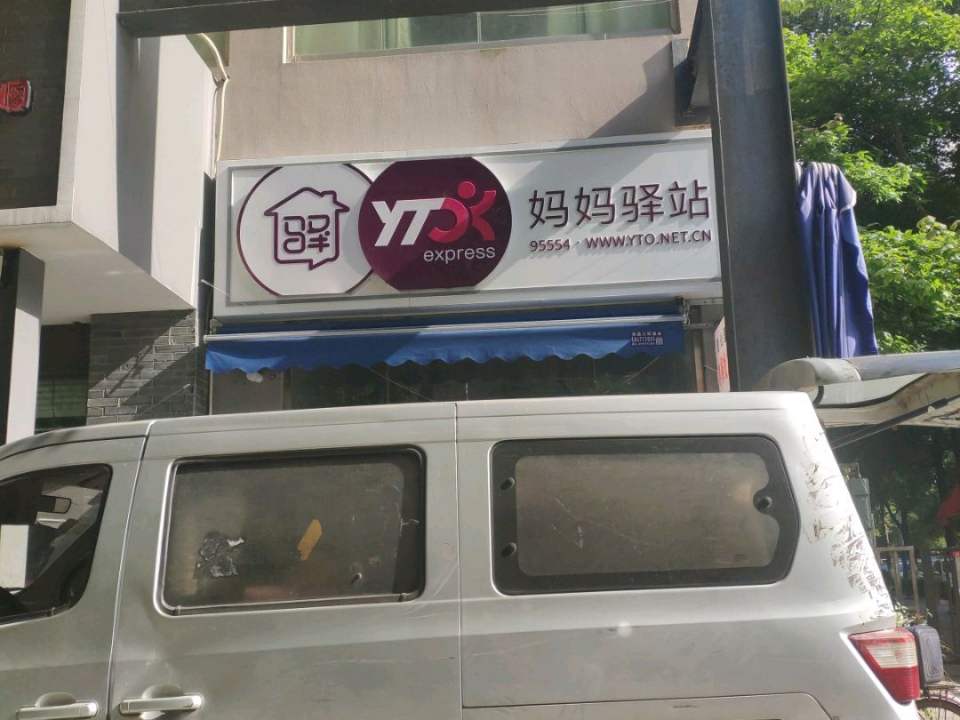 驿
YTO
express
妈妈驿站
95554 · WWW.YTO.NET.CN